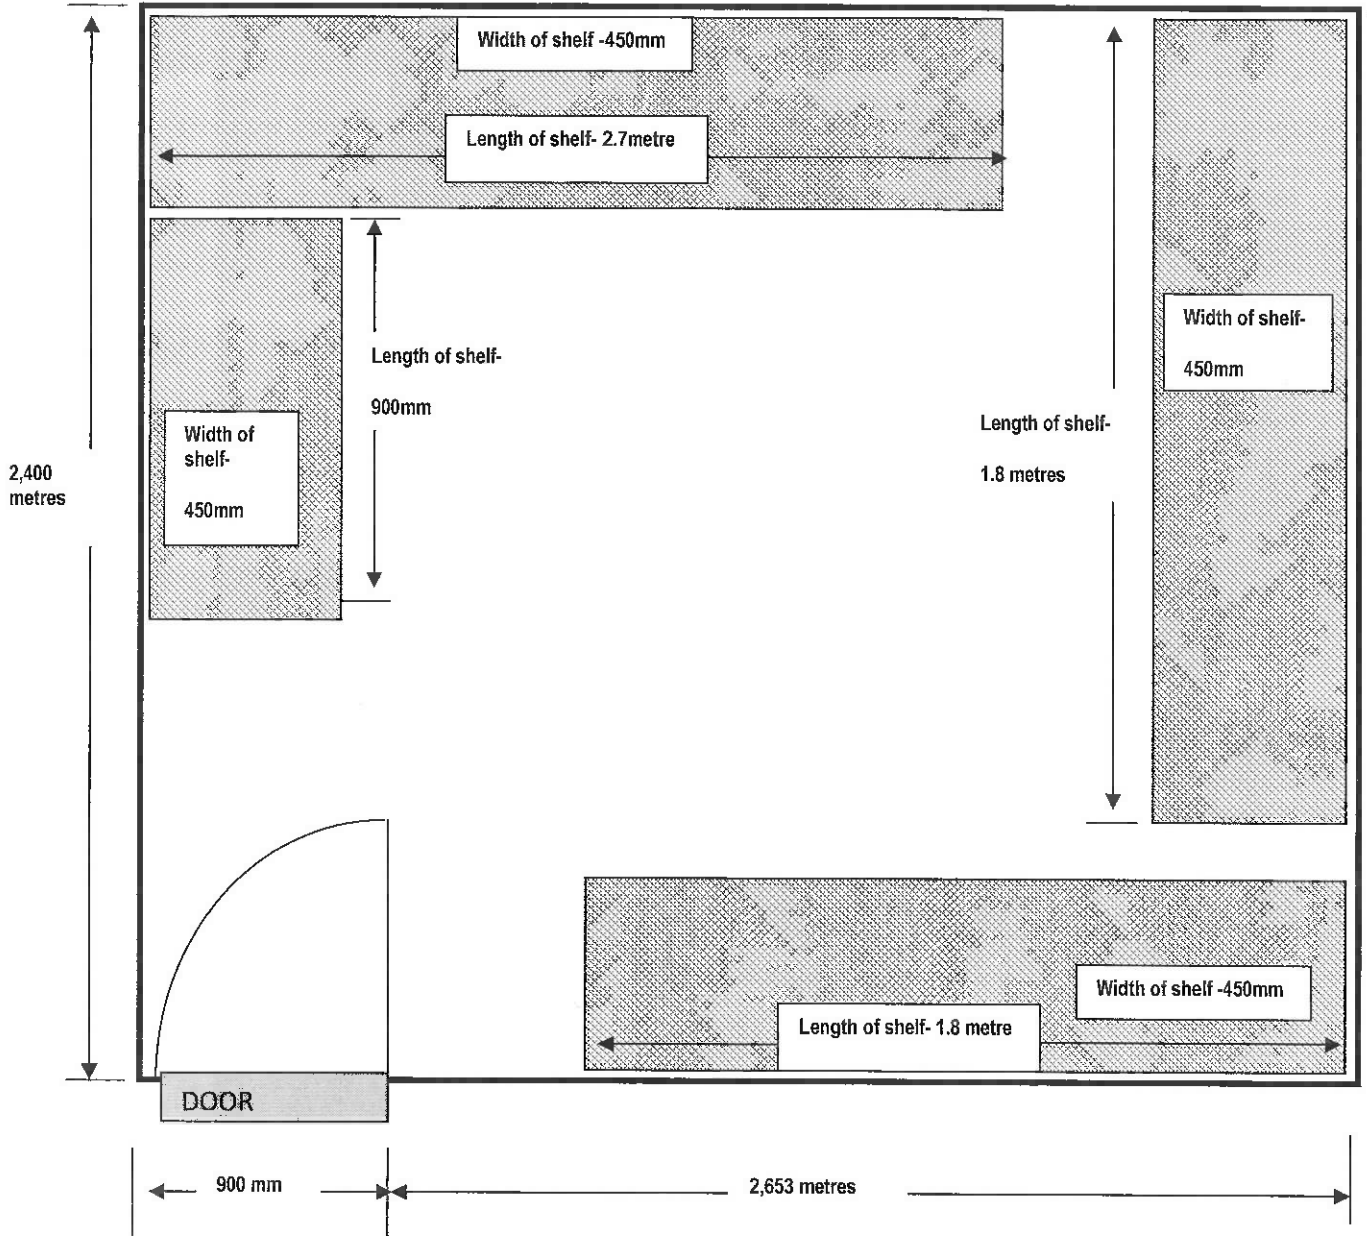 Width of shelf -450mm
Length of shelf- 2.7metre
Length of shelf-
900mm
Width of shelf-
450mm
Width of
shelf-
450mm
Length of shelf-
1.8 metres
2,400
metres
Width of shelf -450mm
Length of shelf- 1.8 metre
DOOR
900 mm
2,653 metres